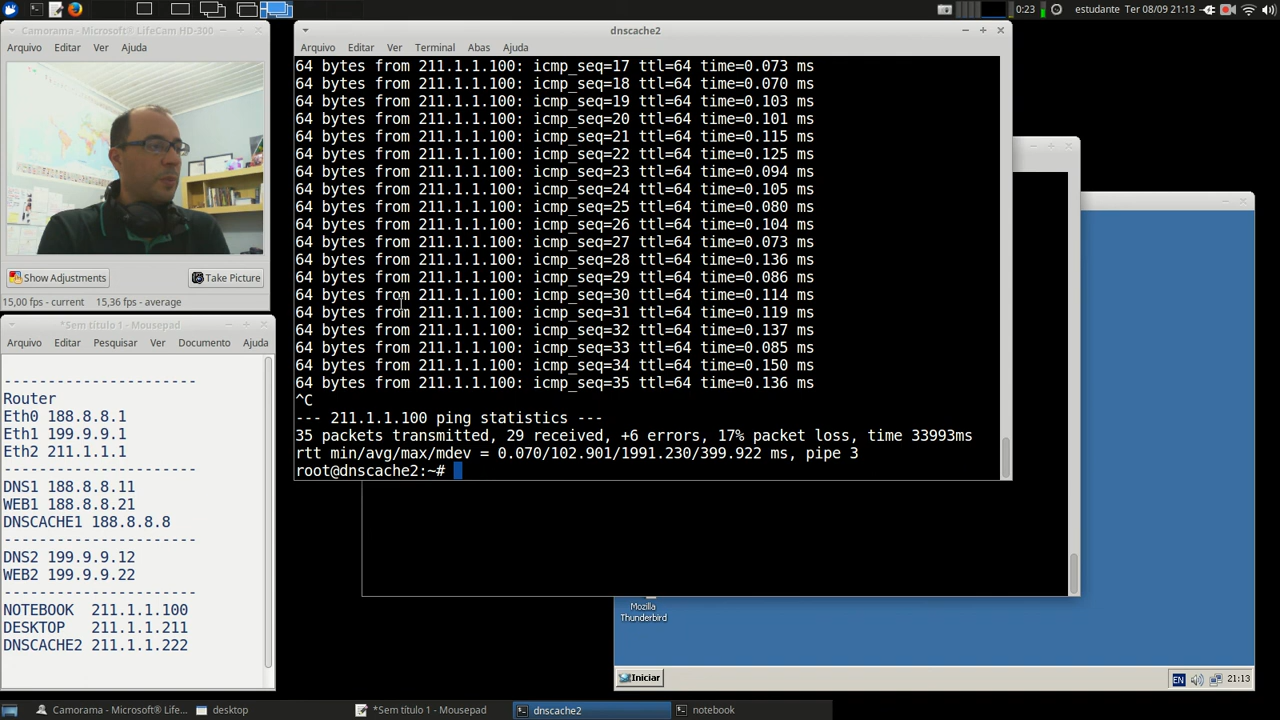 0:23 estudante Ter 08/09 21:13
Camorama - Microsoft® LifeCam HD-300
Arquivo Editar Ver Ajuda
Show Adjustments Take Picture
15,00 fps - current 15,36 fps - average
*Sem título 1 - Mousepad
Arquivo Editar Pesquisar Ver Documento Ajuda
----------------------
Router
Eth0 188.8.8.1
Eth1 199.9.9.1
Eth2 211.1.1.1
----------------------
DNS1 188.8.8.11
WEB1 188.8.8.21
DNSCACHE1 188.8.8.8
----------------------
DNS2 199.9.9.12
WEB2 199.9.9.22
----------------------
NOTEBOOK 211.1.1.100
DESKTOP 211.1.1.211
DNSCACHE2 211.1.1.222
dnscache2
Arquivo Editar Ver Terminal Abas Ajuda
64 bytes from 211.1.1.100: icmp_seq=17 ttl=64 time=0.073 ms
64 bytes from 211.1.1.100: icmp_seq=18 ttl=64 time=0.070 ms
64 bytes from 211.1.1.100: icmp_seq=19 ttl=64 time=0.103 ms
64 bytes from 211.1.1.100: icmp_seq=20 ttl=64 time=0.101 ms
64 bytes from 211.1.1.100: icmp_seq=21 ttl=64 time=0.115 ms
64 bytes from 211.1.1.100: icmp_seq=22 ttl=64 time=0.125 ms
64 bytes from 211.1.1.100: icmp_seq=23 ttl=64 time=0.094 ms
64 bytes from 211.1.1.100: icmp_seq=24 ttl=64 time=0.105 ms
64 bytes from 211.1.1.100: icmp_seq=25 ttl=64 time=0.080 ms
64 bytes from 211.1.1.100: icmp_seq=26 ttl=64 time=0.104 ms
64 bytes from 211.1.1.100: icmp_seq=27 ttl=64 time=0.073 ms
64 bytes from 211.1.1.100: icmp_seq=28 ttl=64 time=0.136 ms
64 bytes from 211.1.1.100: icmp_seq=29 ttl=64 time=0.086 ms
64 bytes from 211.1.1.100: icmp_seq=30 ttl=64 time=0.114 ms
64 bytes from 211.1.1.100: icmp_seq=31 ttl=64 time=0.119 ms
64 bytes from 211.1.1.100: icmp_seq=32 ttl=64 time=0.137 ms
64 bytes from 211.1.1.100: icmp_seq=33 ttl=64 time=0.085 ms
64 bytes from 211.1.1.100: icmp_seq=34 ttl=64 time=0.150 ms
64 bytes from 211.1.1.100: icmp_seq=35 ttl=64 time=0.136 ms
^C
--- 211.1.1.100 ping statistics ---
35 packets transmitted, 29 received, +6 errors, 17% packet loss, time 33993ms
rtt min/avg/max/mdev = 0.070/102.901/1991.230/399.922 ms, pipe 3
root@dnscache2:~#
Mozilla
Thunderbird
Iniciar EN 21:13
Camorama - Microsoft® LifeC... desktop *Sem título 1 - Mousepad dnscache2 notebook